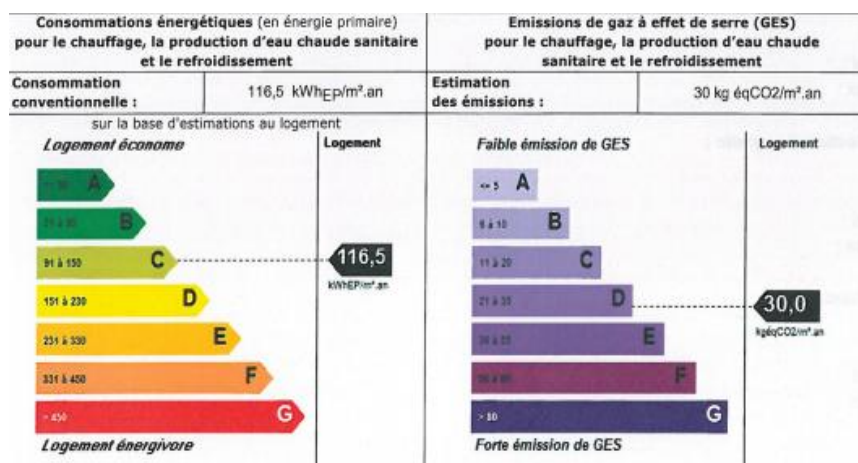 Consommations énergétiques (en énergie primaire)
pour le chauffage, la production d'eau chaude sanitaire
et le refroidissement
Consommation
conventionnelle :
116,5 kWhEP/m².an
sur la base d'estimations au logement
Logement économe
Logement
A
B
91 à 150 C
116,5
kWhEP/m².an
151 à 230 D
231 à 330 E
331 à 450 F
> 450 G
Logement énergivore
Emissions de gaz à effet de serre (GES)
pour le chauffage, la production d'eau chaude
sanitaire et le refroidissement
Estimation
des émissions :
30 kg éqCO2/m².an
Faible émission de GES
Logement
<= 5 A
6 à 10 B
11 à 20 C
21 à 35 D
30,0
kgéqCO2/m².an
E
F
> 80 G
Forte émission de GES